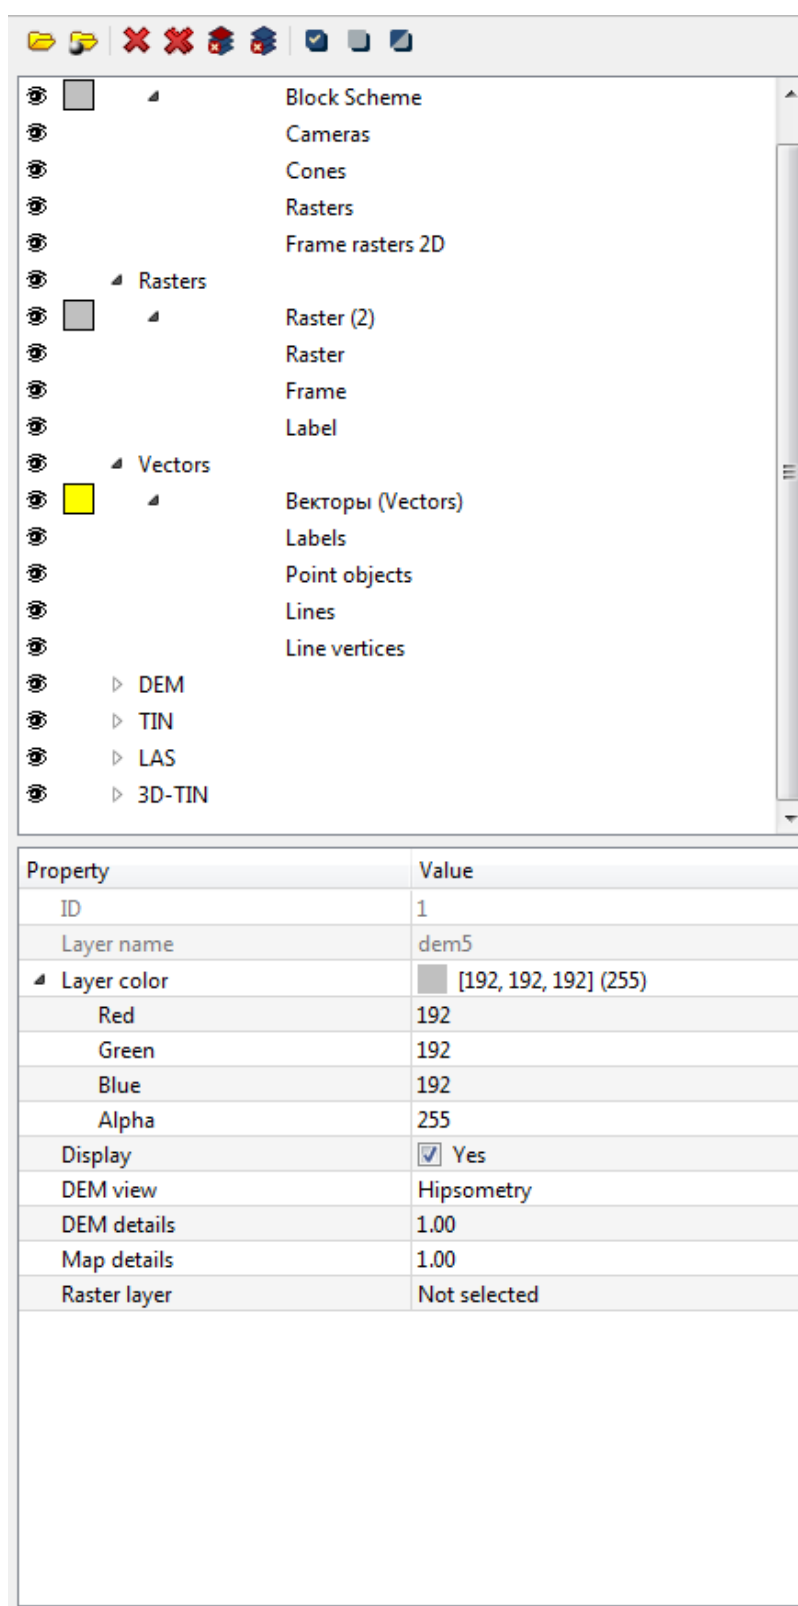 Block Scheme
Cameras
Cones
Rasters
Frame rasters 2D
Rasters
Raster (2)
Raster
Frame
Label
Vectors
Векторы (Vectors)
Labels
Point objects
Lines
Line vertices
DEM
TIN
LAS
3D-TIN
Property Value
ID 1
Layer name dem5
Layer color [192, 192, 192] (255)
Red 192
Green 192
Blue 192
Alpha 255
Display Yes
DEM view Hipsometry
DEM details 1.00
Map details 1.00
Raster layer Not selected